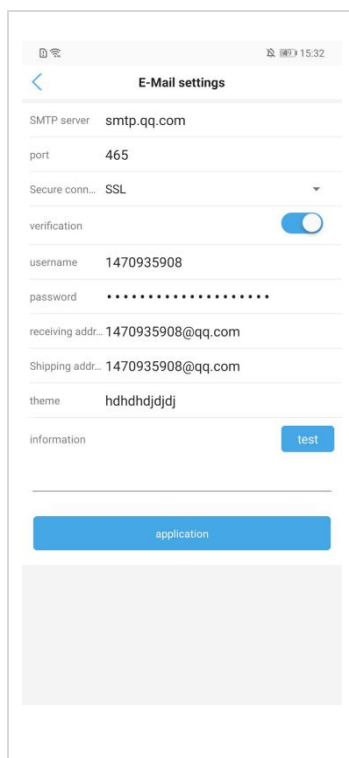 15:32
E-Mail settings
SMTP server smtp.qq.com
port 465
Secure conn... SSL
verification
username 1470935908
password ••••••••••••••••••••
receiving addr... 1470935908@qq.com
Shipping addr... 1470935908@qq.com
theme hdhdhdjdjdj
information test
application